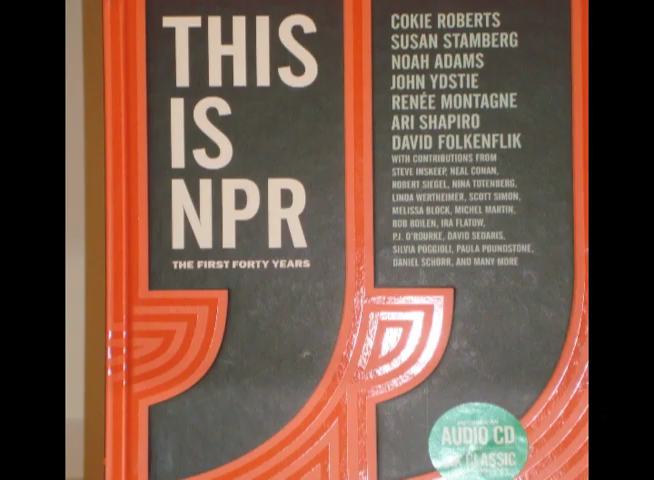 THIS
IS
NPR
THE FIRST FORTY YEARS
COKIE ROBERTS
SUSAN STAMBERG
NOAH ADAMS
JOHN YDSTIE
RENÉE MONTAGNE
ARI SHAPIRO
DAVID FOLKENFLIK
WITH CONTRIBUTIONS FROM
STEVE INSKEEP, NEAL CONAN,
ROBERT SIEGEL, NINA TOTENBERG,
LINDA WERTHEIMER, SCOTT SIMON,
MELISSA BLOCK, MICHEL MARTIN,
BOB BOILEN, IRA FLATOW,
P.J. O'ROURKE, DAVID SEDARIS,
SILVIA POGGIOLI, PAULA POUNDSTONE,
DANIEL SCHORR, AND MANY MORE
AUDIO CD
CLASSIC